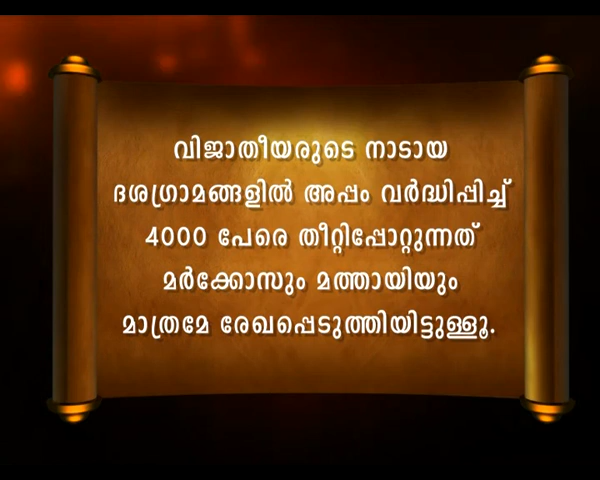 വിജാതീയരുടെ നാടായ
ദശഗ്രാമങ്ങളിൽ അപ്പം വർദ്ധിപ്പിച്ച്
4000 പേരെ തീറ്റിപ്പോറ്റുന്നത്
മർക്കോസും മത്തായിയും
മാത്രമേ രേഖപ്പെടുത്തിയിട്ടുള്ളൂ.